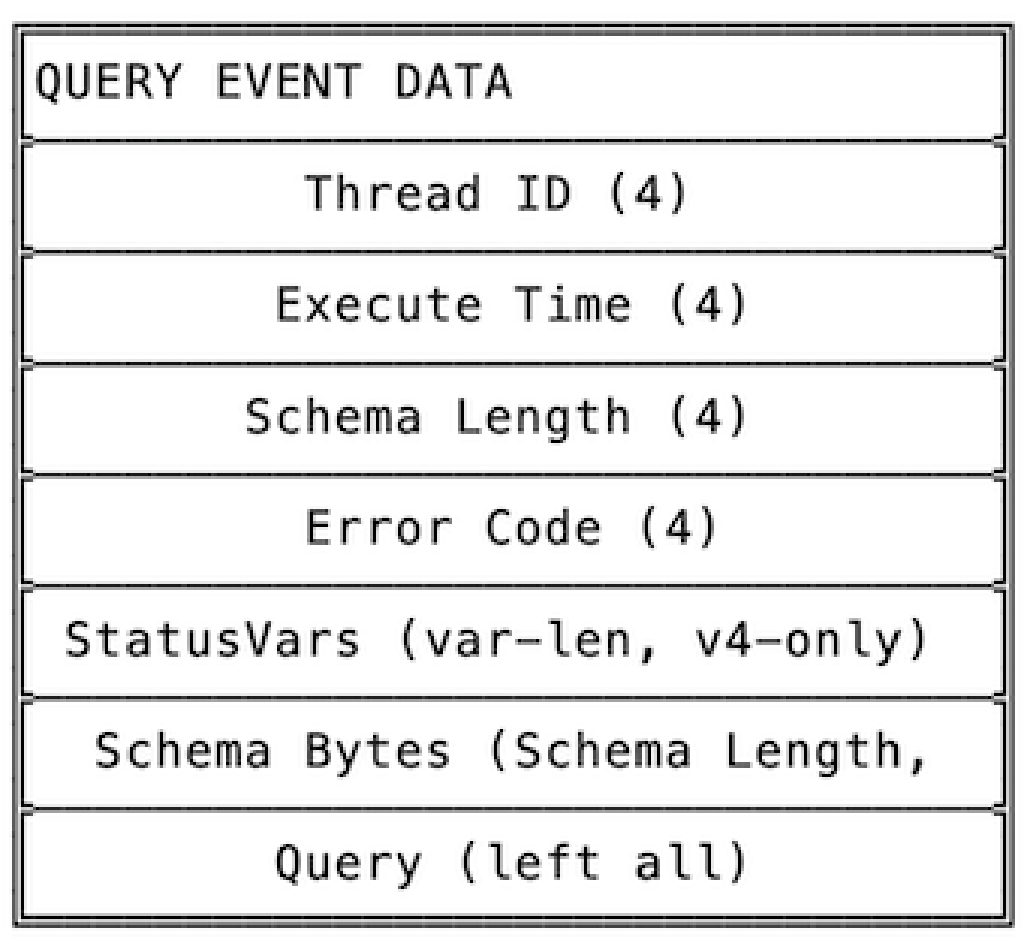 QUERY EVENT DATA
Thread ID (4)
Execute Time (4)
Schema Length (4)
Error Code (4)
StatusVars (var-len, v4-only)
Schema Bytes (Schema Length,
Query (left all)